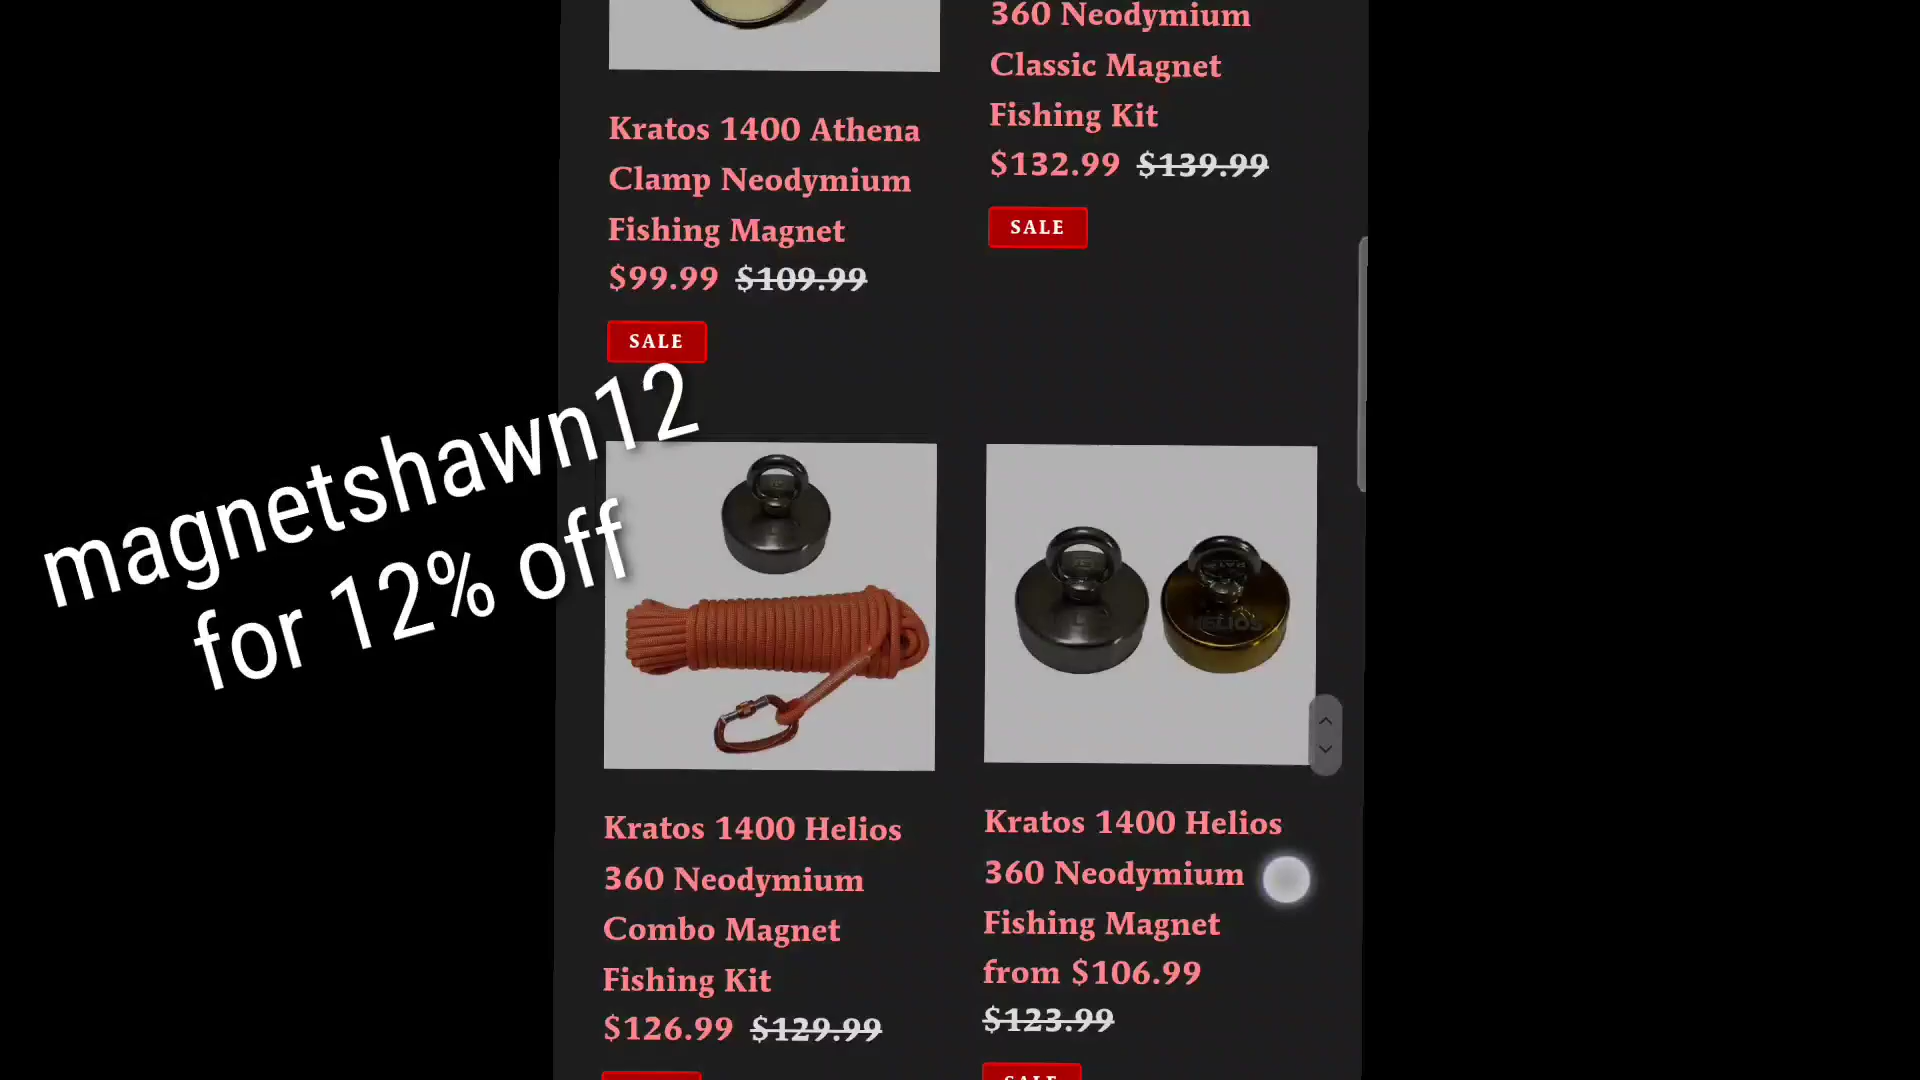 360 Neodymium
Classic Magnet
Fishing Kit
$132.99 $139.99
SALE
Kratos 1400 Athena
Clamp Neodymium
Fishing Magnet
$99.99 $109.99
SALE
magnetshawn12
for 12% off
HELIOS
Kratos 1400 Helios
360 Neodymium
Combo Magnet
Fishing Kit
$126.99 $129.99
Kratos 1400 Helios
360 Neodymium
Fishing Magnet
from $106.99
$123.99
SALE